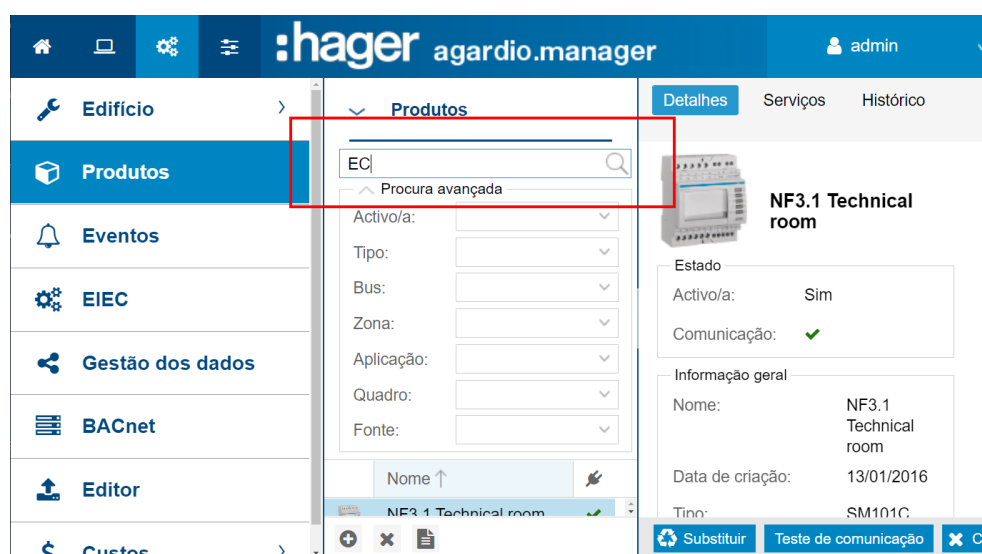 :hager agardio.manager
admin
Edifício
Produtos
Eventos
EIEC
Gestão dos dados
BACnet
Editor
Custos
Produtos
EC
Procura avançada
Activo/a:
Tipo:
Bus:
Zona:
Aplicação:
Quadro:
Fonte:
Nome
NF3.1 Technical room
Detalhes Serviços Histórico
NF3.1 Technical
room
Estado
Activo/a: Sim
Comunicação:
Informação geral
Nome: NF3.1
Technical
room
Data de criação: 13/01/2016
Tipo: SM101C
Substituir Teste de comunicação C